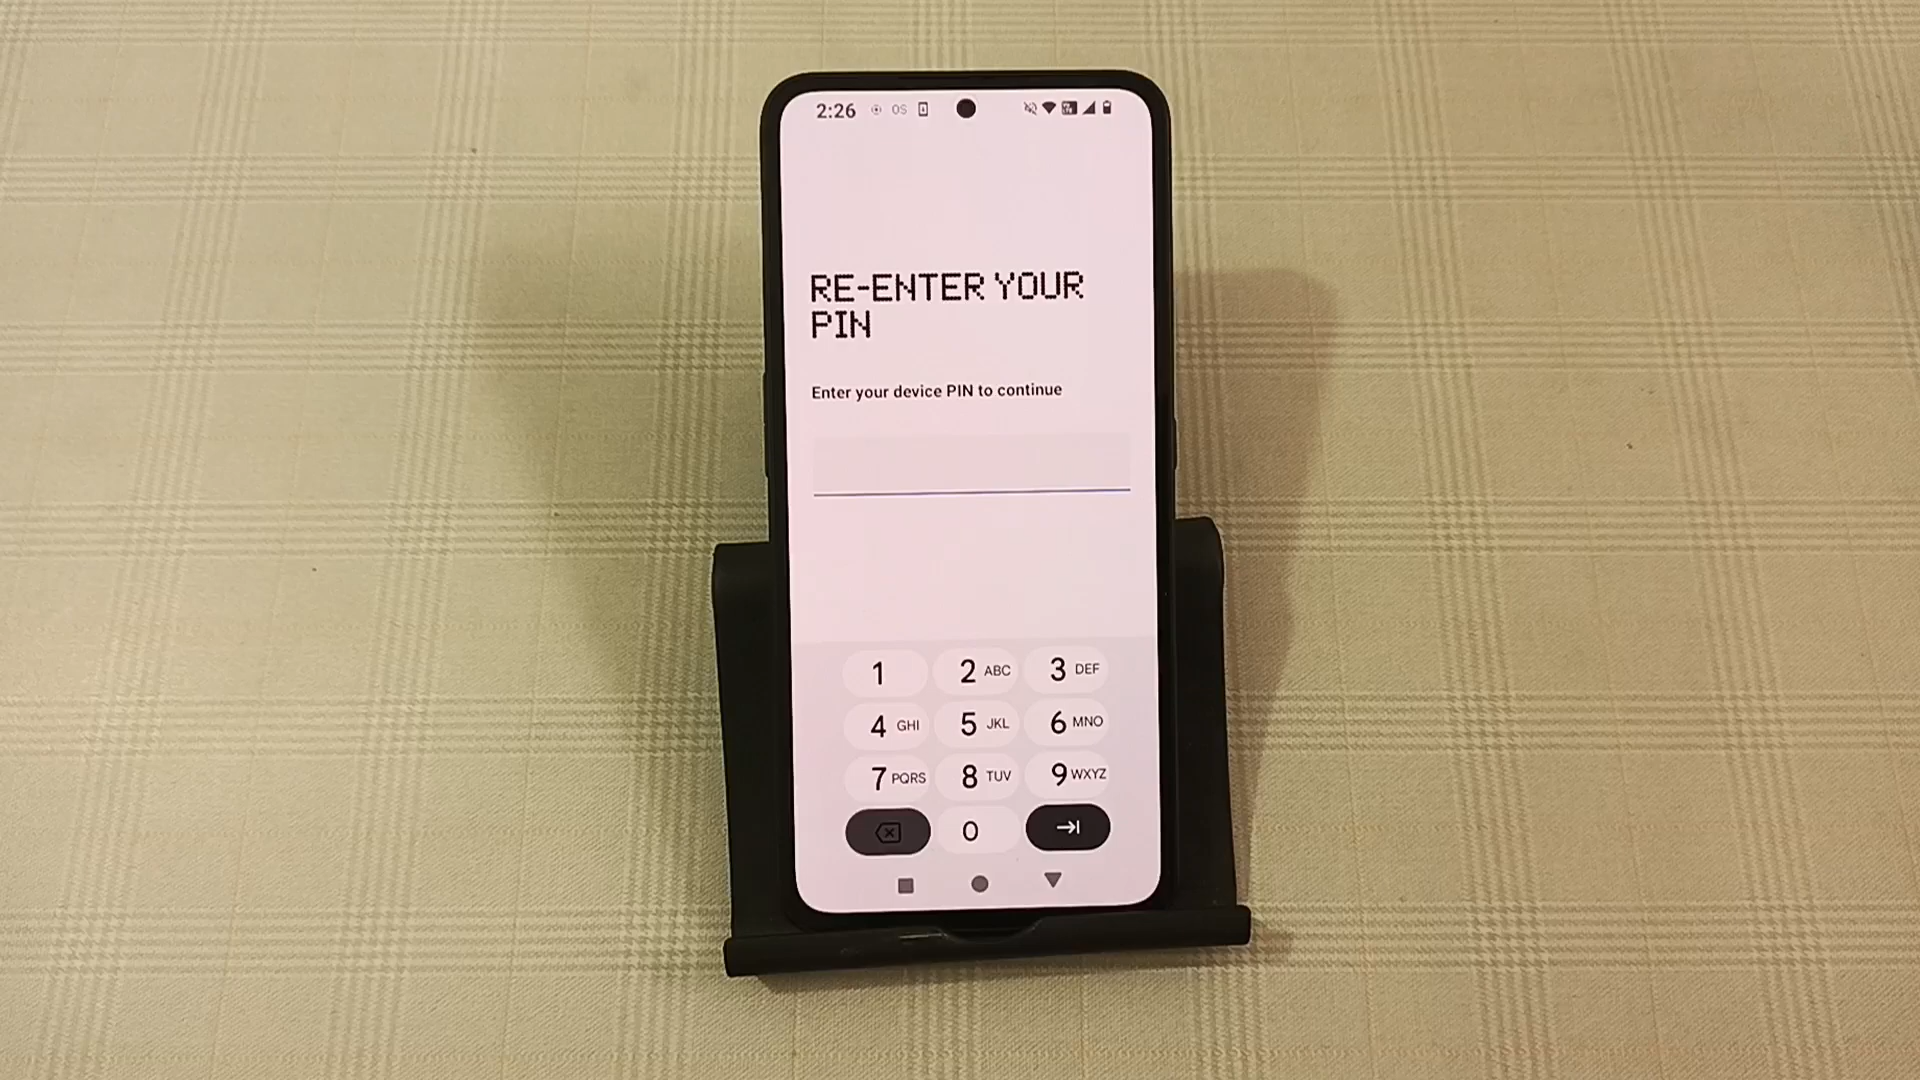 2:26 OS
RE-ENTER YOUR
PIN
Enter your device PIN to continue
1 2 ABC 3 DEF
4 GHI 5 JKL 6 MNO
7 PQRS 8 TUV 9 WXYZ
0